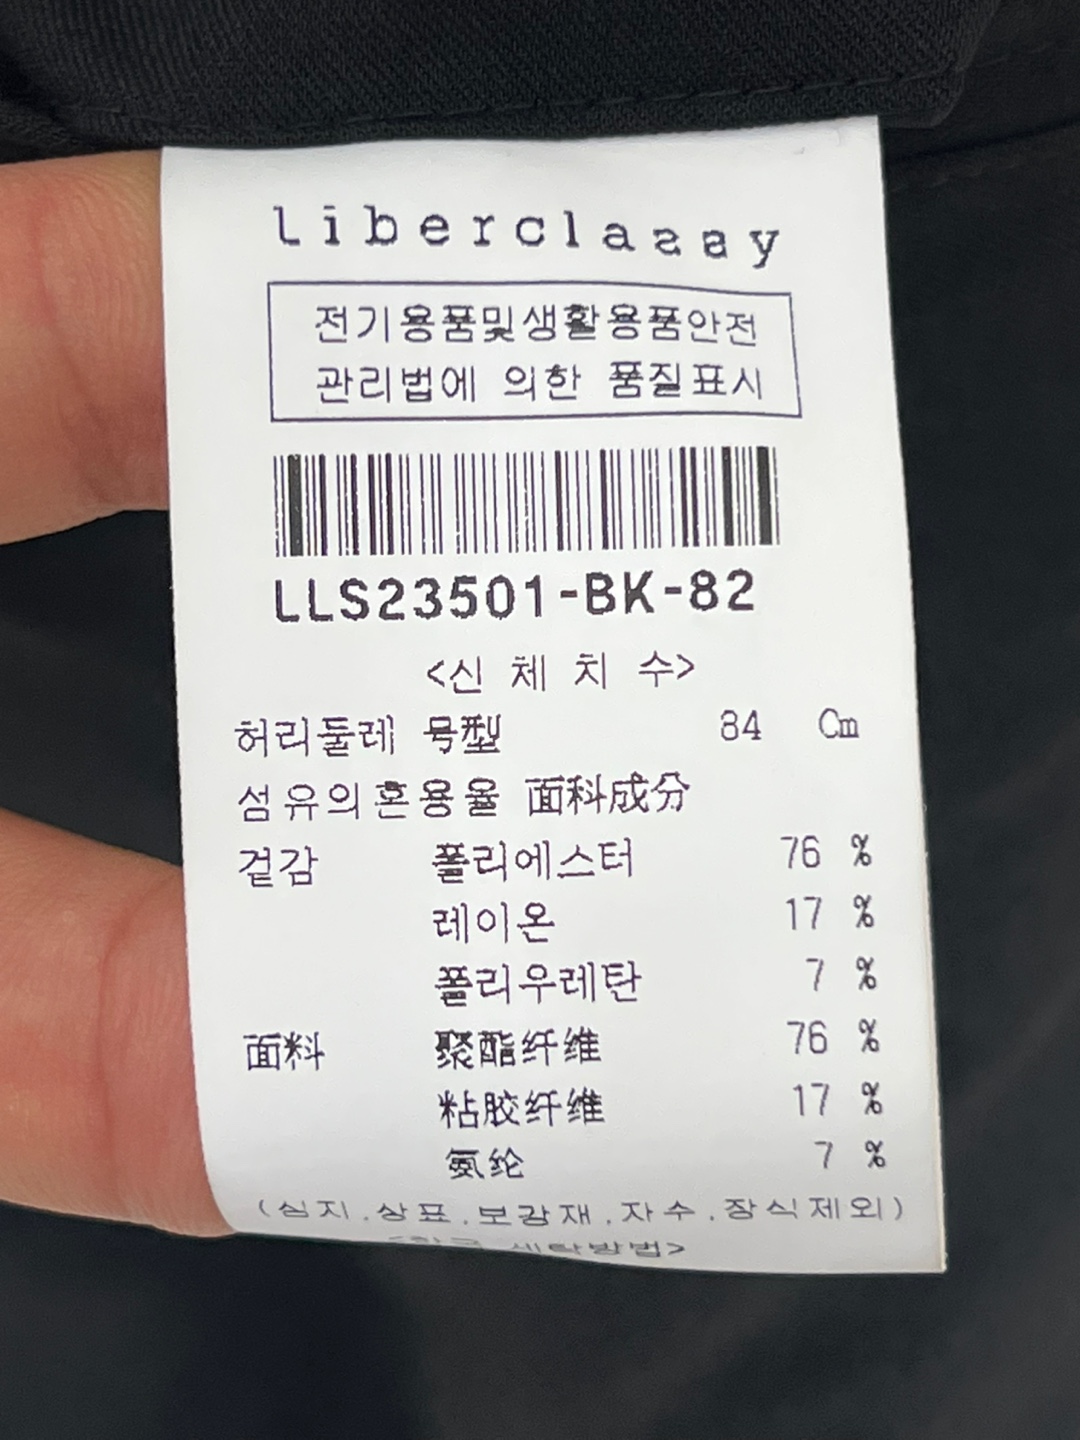 liberclassy
전기용품및생활용품안전
관리법에 의한 품질표시
LLS23501-BK-82
<신 체 치 수>
허리둘레 号型 84 Cm
섬유의혼용율 面料成分
겉감 폴리에스터 76 %
레이온 17 %
폴리우레탄 7 %
面料 聚酯纤维 76 %
粘胶纤维 17 %
氨纶 7 %
(심지.상표.보강재.자수.장식제외)
세탁방법>